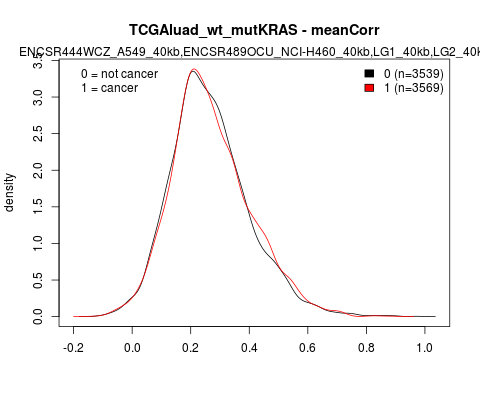 TCGAluad_wt_mutKRAS - meanCorr
ENCSR444WCZ_A549_40kb,ENCSR489OCU_NCI-H460_40kb,LG1_40kb,LG2_40k
0 = not cancer
1 = cancer
0 (n=3539)
1 (n=3569)
density
0.0 0.5 1.0 1.5 2.0 2.5 3.0 3.5
-0.2 0.0 0.2 0.4 0.6 0.8 1.0